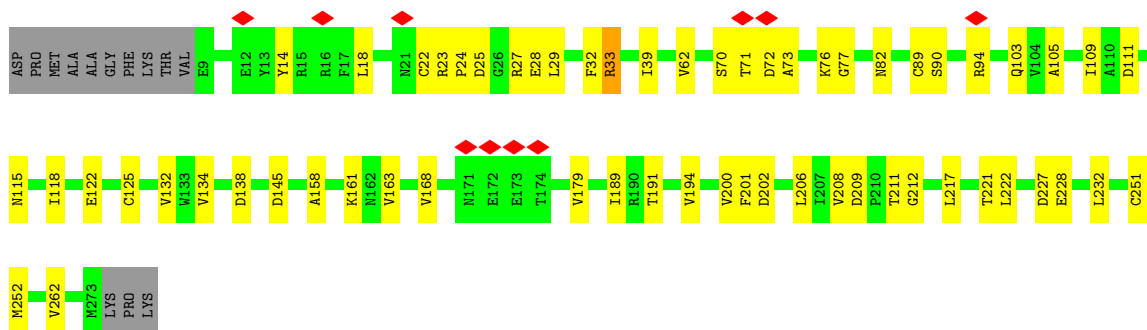 ASP PRO MET ALA ALA GLY PHE LYS THR VAL E9 E12 Y13 Y14 R15 R16 F17 L18 N21 C22 R23 P24 D25 G26 R27 E28 L29 F32 R33 I39 V62 S70 T71 D72 A73 K76 G77 N82 C89 S90 R94 Q103 V104 A105 I109 A110 D111
N115 I118 E122 C125 V132 W133 V134 D138 D145 A158 K161 N162 V163 V168 N171 E172 E173 T174 V179 I189 R190 T191 V194 V200 F201 D202 L206 I207 V208 D209 P210 T211 G212 L217 T221 L222 D227 E228 L232 C251
M252 V262 M273 LYS PRO LYS